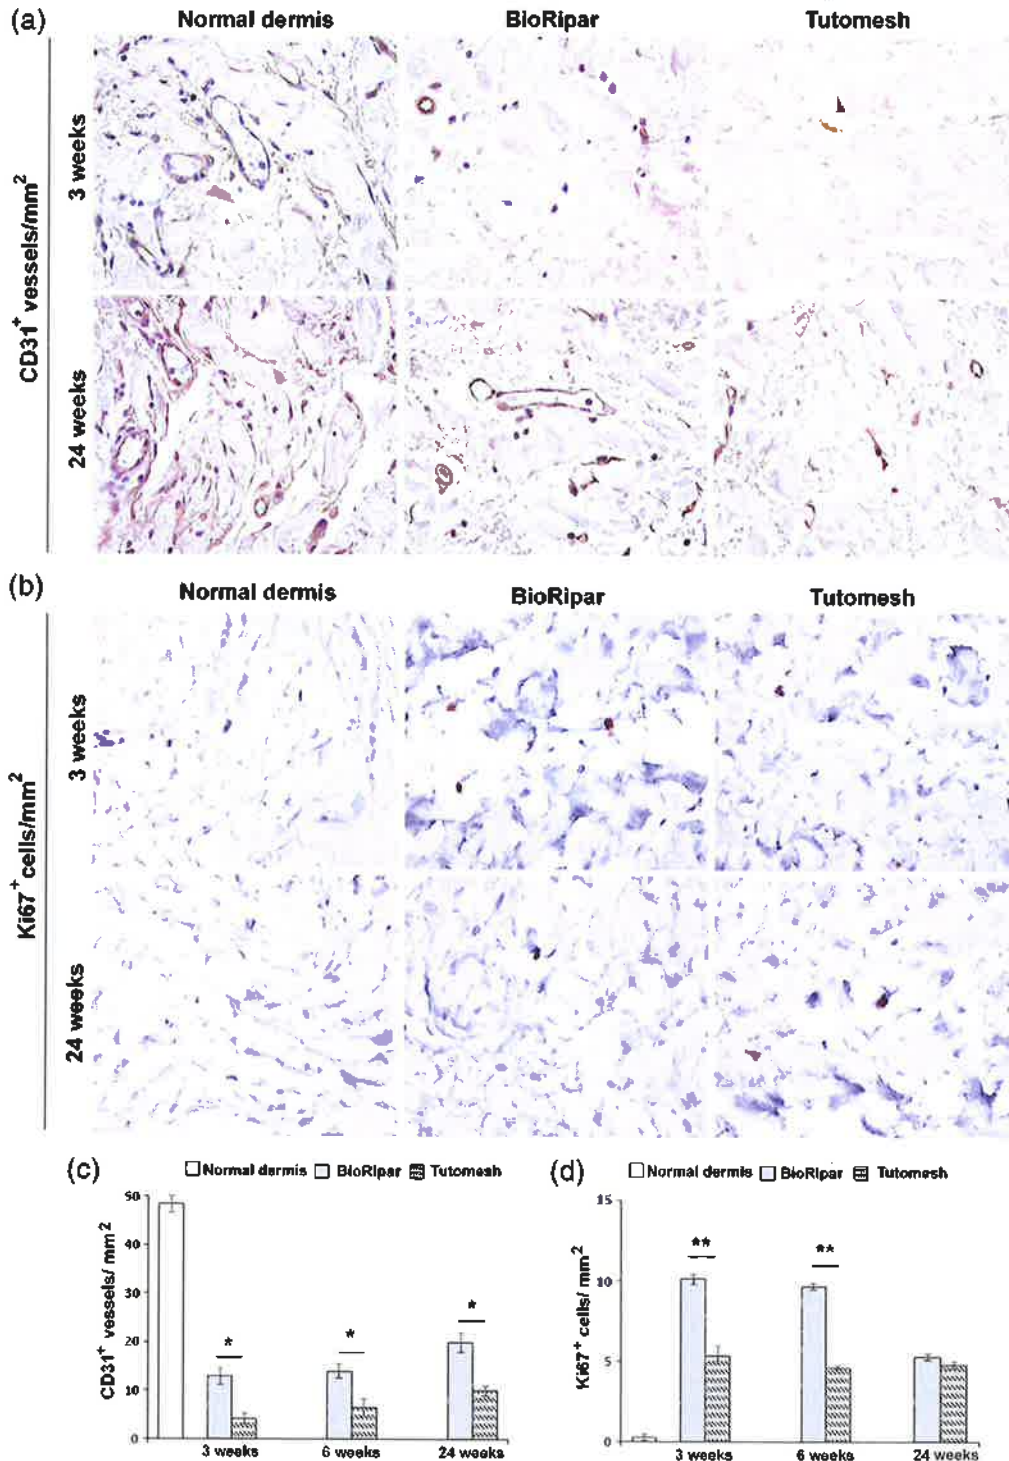 (a)
Normal dermis BioRipar Tutomesh
CD31⁺ vessels/mm²
3 weeks
24 weeks
(b)
Normal dermis BioRipar Tutomesh
Ki67⁺ cells/mm²
3 weeks
24 weeks
(c)
Normal dermis BioRipar Tutomesh
CD31⁺ vessels/ mm²
50
40
30
20
10
0
* * *
3 weeks 6 weeks 24 weeks
(d)
Normal dermis BioRipar Tutomesh
Ki67⁺ cells/ mm²
15
10
5
0
** **
3 weeks 6 weeks 24 weeks